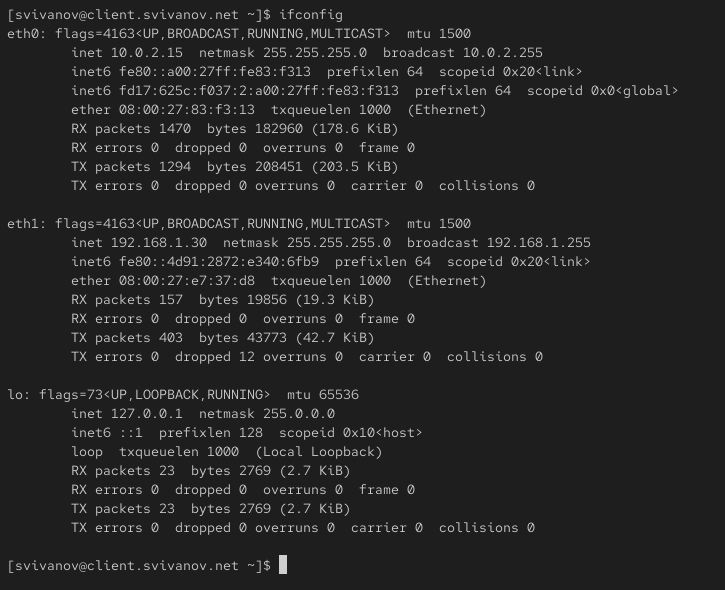 [svivanov@client.svivanov.net ~]$ ifconfig
eth0: flags=4163<UP,BROADCAST,RUNNING,MULTICAST>  mtu 1500
        inet 10.0.2.15  netmask 255.255.255.0  broadcast 10.0.2.255
        inet6 fe80::a00:27ff:fe83:f313  prefixlen 64  scopeid 0x20<link>
        inet6 fd17:625c:f037:2:a00:27ff:fe83:f313  prefixlen 64  scopeid 0x0<global>
        ether 08:00:27:83:f3:13  txqueuelen 1000  (Ethernet)
        RX packets 1470  bytes 182960 (178.6 KiB)
        RX errors 0  dropped 0  overruns 0  frame 0
        TX packets 1294  bytes 208451 (203.5 KiB)
        TX errors 0  dropped 0 overruns 0  carrier 0  collisions 0

eth1: flags=4163<UP,BROADCAST,RUNNING,MULTICAST>  mtu 1500
        inet 192.168.1.30  netmask 255.255.255.0  broadcast 192.168.1.255
        inet6 fe80::4d91:2872:e340:6fb9  prefixlen 64  scopeid 0x20<link>
        ether 08:00:27:e7:37:d8  txqueuelen 1000  (Ethernet)
        RX packets 157  bytes 19856 (19.3 KiB)
        RX errors 0  dropped 0  overruns 0  frame 0
        TX packets 403  bytes 43773 (42.7 KiB)
        TX errors 0  dropped 12 overruns 0  carrier 0  collisions 0

lo: flags=73<UP,LOOPBACK,RUNNING>  mtu 65536
        inet 127.0.0.1  netmask 255.0.0.0
        inet6 ::1  prefixlen 128  scopeid 0x10<host>
        loop  txqueuelen 1000  (Local Loopback)
        RX packets 23  bytes 2769 (2.7 KiB)
        RX errors 0  dropped 0  overruns 0  frame 0
        TX packets 23  bytes 2769 (2.7 KiB)
        TX errors 0  dropped 0 overruns 0  carrier 0  collisions 0

[svivanov@client.svivanov.net ~]$